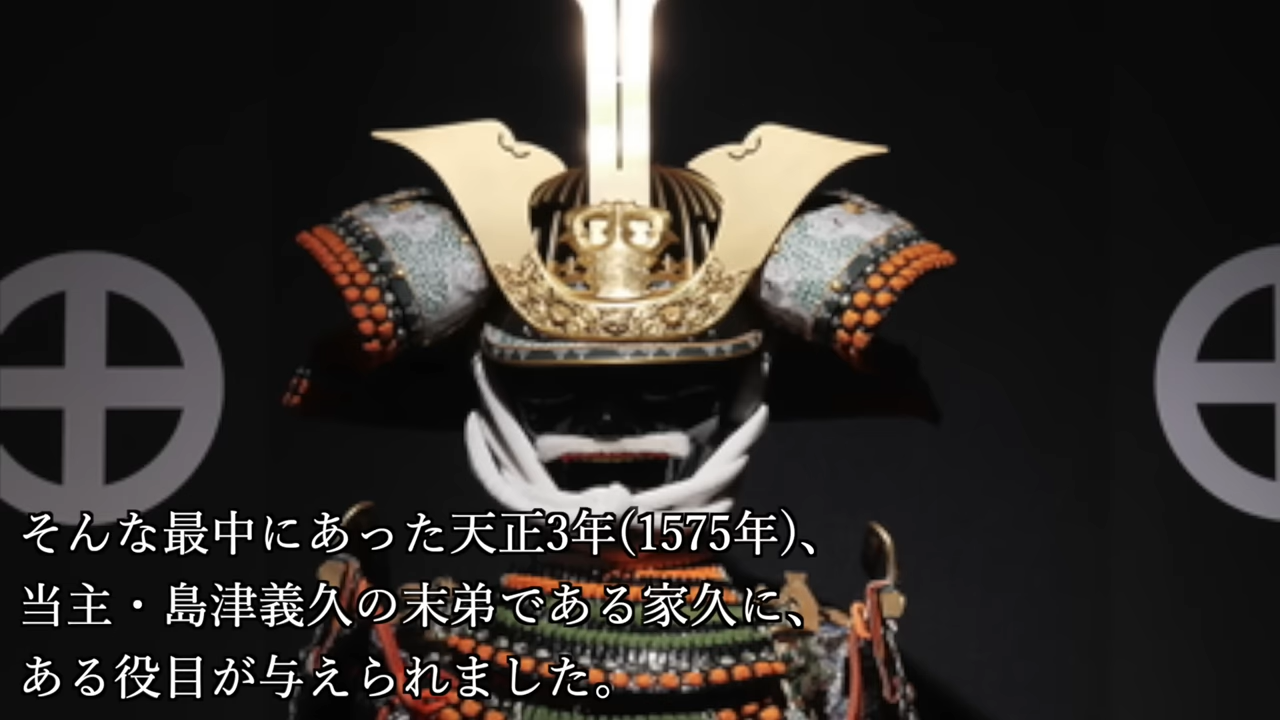 そんな最中にあった天正3年(1575年)、
当主・島津義久の末弟である家久に、
ある役目が与えられました。